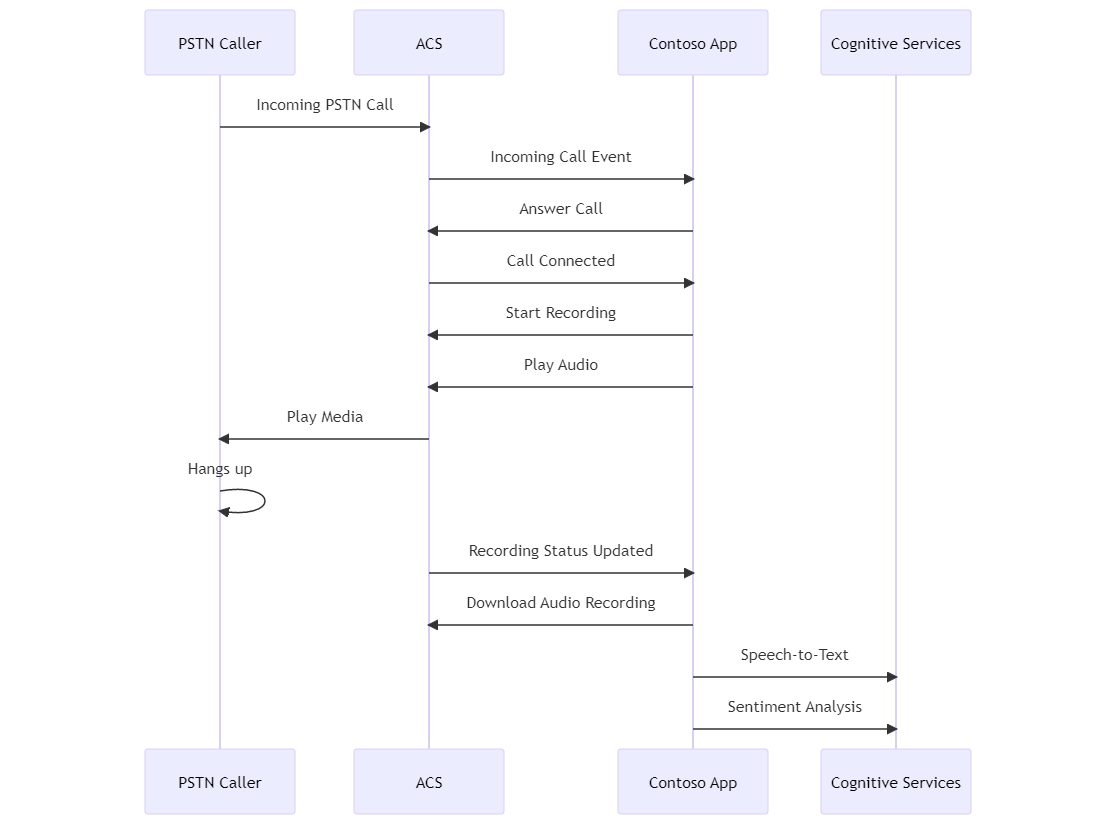 PSTN Caller
ACS
Contoso App
Cognitive Services
Incoming PSTN Call
Incoming Call Event
Answer Call
Call Connected
Start Recording
Play Audio
Play Media
Hangs up
Recording Status Updated
Download Audio Recording
Speech-to-Text
Sentiment Analysis
PSTN Caller
ACS
Contoso App
Cognitive Services